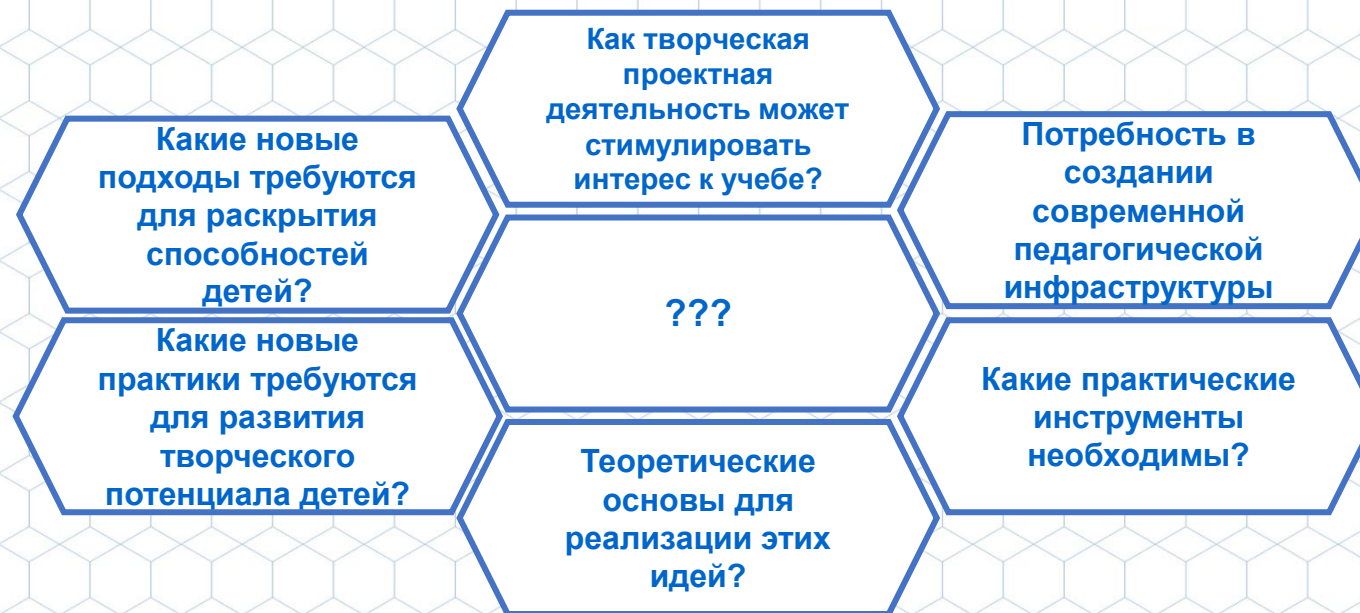 Как творческая
проектная
деятельность может
стимулировать
интерес к учебе?
Какие новые
подходы требуются
для раскрытия
способностей
детей?
Потребность в
создании
современной
педагогической
инфраструктуры
???
Какие новые
практики требуются
для развития
творческого
потенциала детей?
Какие практические
инструменты
необходимы?
Теоретические
основы для
реализации этих
идей?